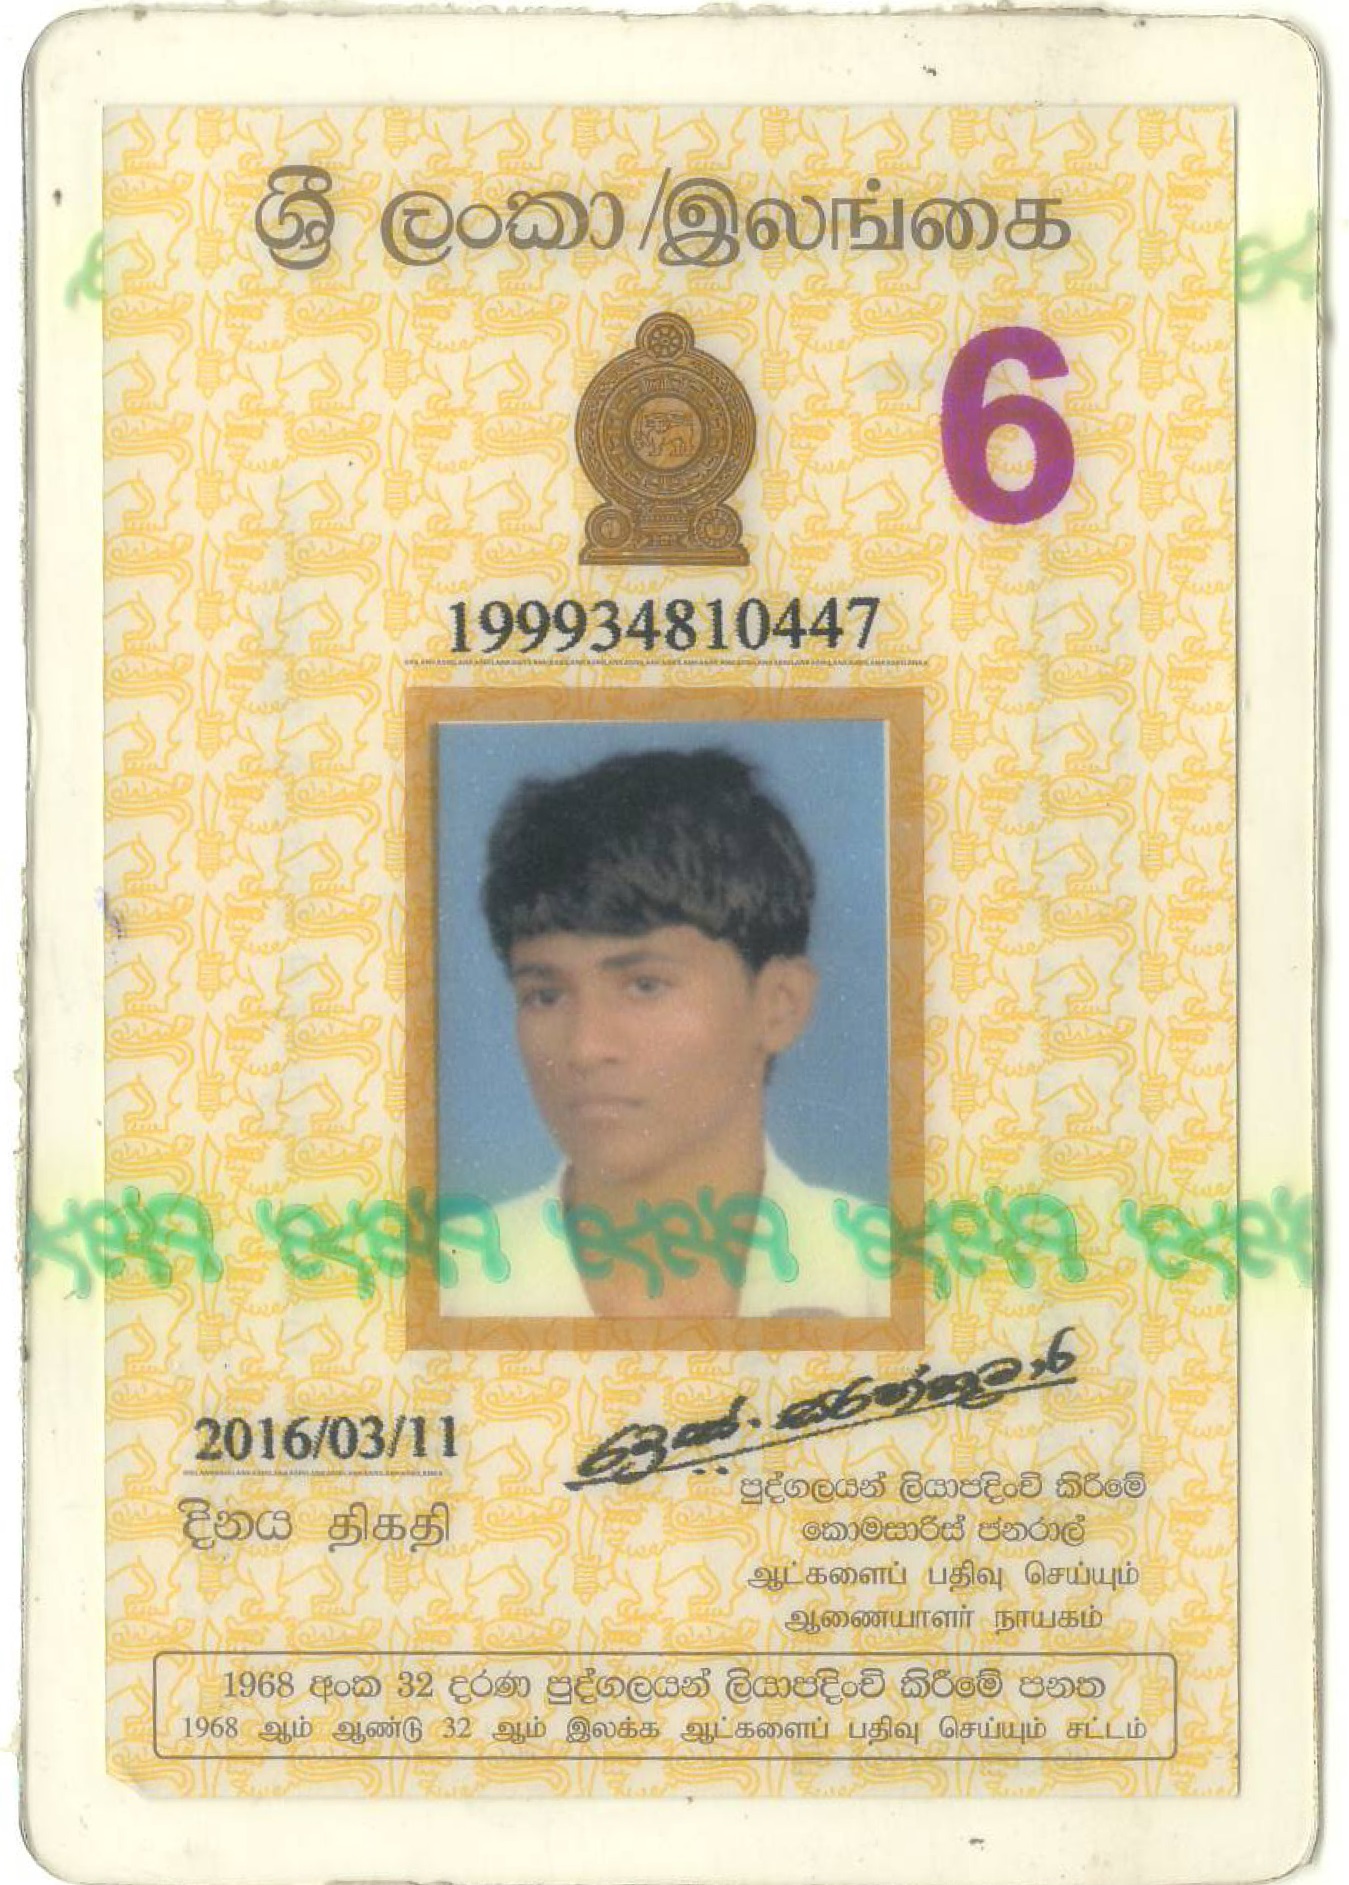 ශ්‍රී ලංකා/இலங்கை
6
199934810447
2016/03/11
දිනය திகதி
පුද්ගලයන් ලියාපදිංචි කිරීමේ
කොමසාරිස් ජනරාල්
ஆட்களைப் பதிவு செய்யும்
ஆணையாளர் நாயகம்
1968 අංක 32 දරණ පුද්ගලයන් ලියාපදිංචි කිරීමේ පනත
1968 ஆம் ஆண்டு 32 ஆம் இலக்க ஆட்களைப் பதிவு செய்யும் சட்டம்